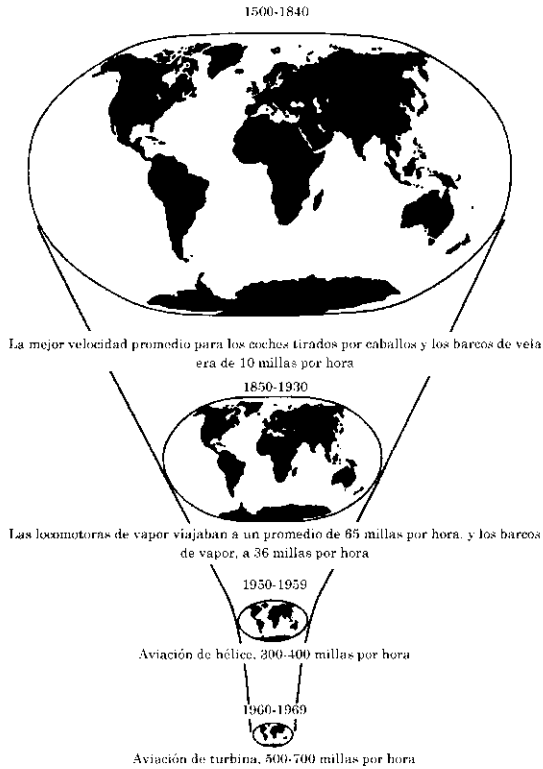 1500-1840
La mejor velocidad promedio para los coches tirados por caballos y los barcos de vela
era de 10 millas por hora
1850-1930
Las locomotoras de vapor viajaban a un promedio de 65 millas por hora, y los barcos
de vapor, a 36 millas por hora
1950-1959
Aviación de hélice, 300-400 millas por hora
1960-1969
Aviación de turbina, 500-700 millas por hora